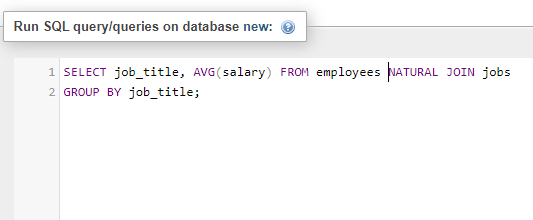 Run SQL query/queries on database new:
1 SELECT job_title, AVG(salary) FROM employees NATURAL JOIN jobs
2 GROUP BY job_title;